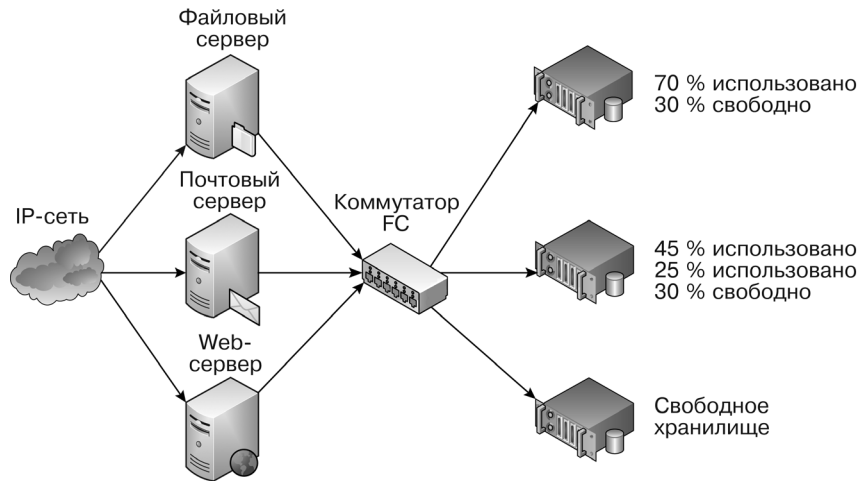 Файловый
сервер
70 % использовано
30 % свободно
Почтовый
сервер
IP-сеть
Коммутатор
FC
45 % использовано
25 % использовано
30 % свободно
Web-
сервер
Свободное
хранилище